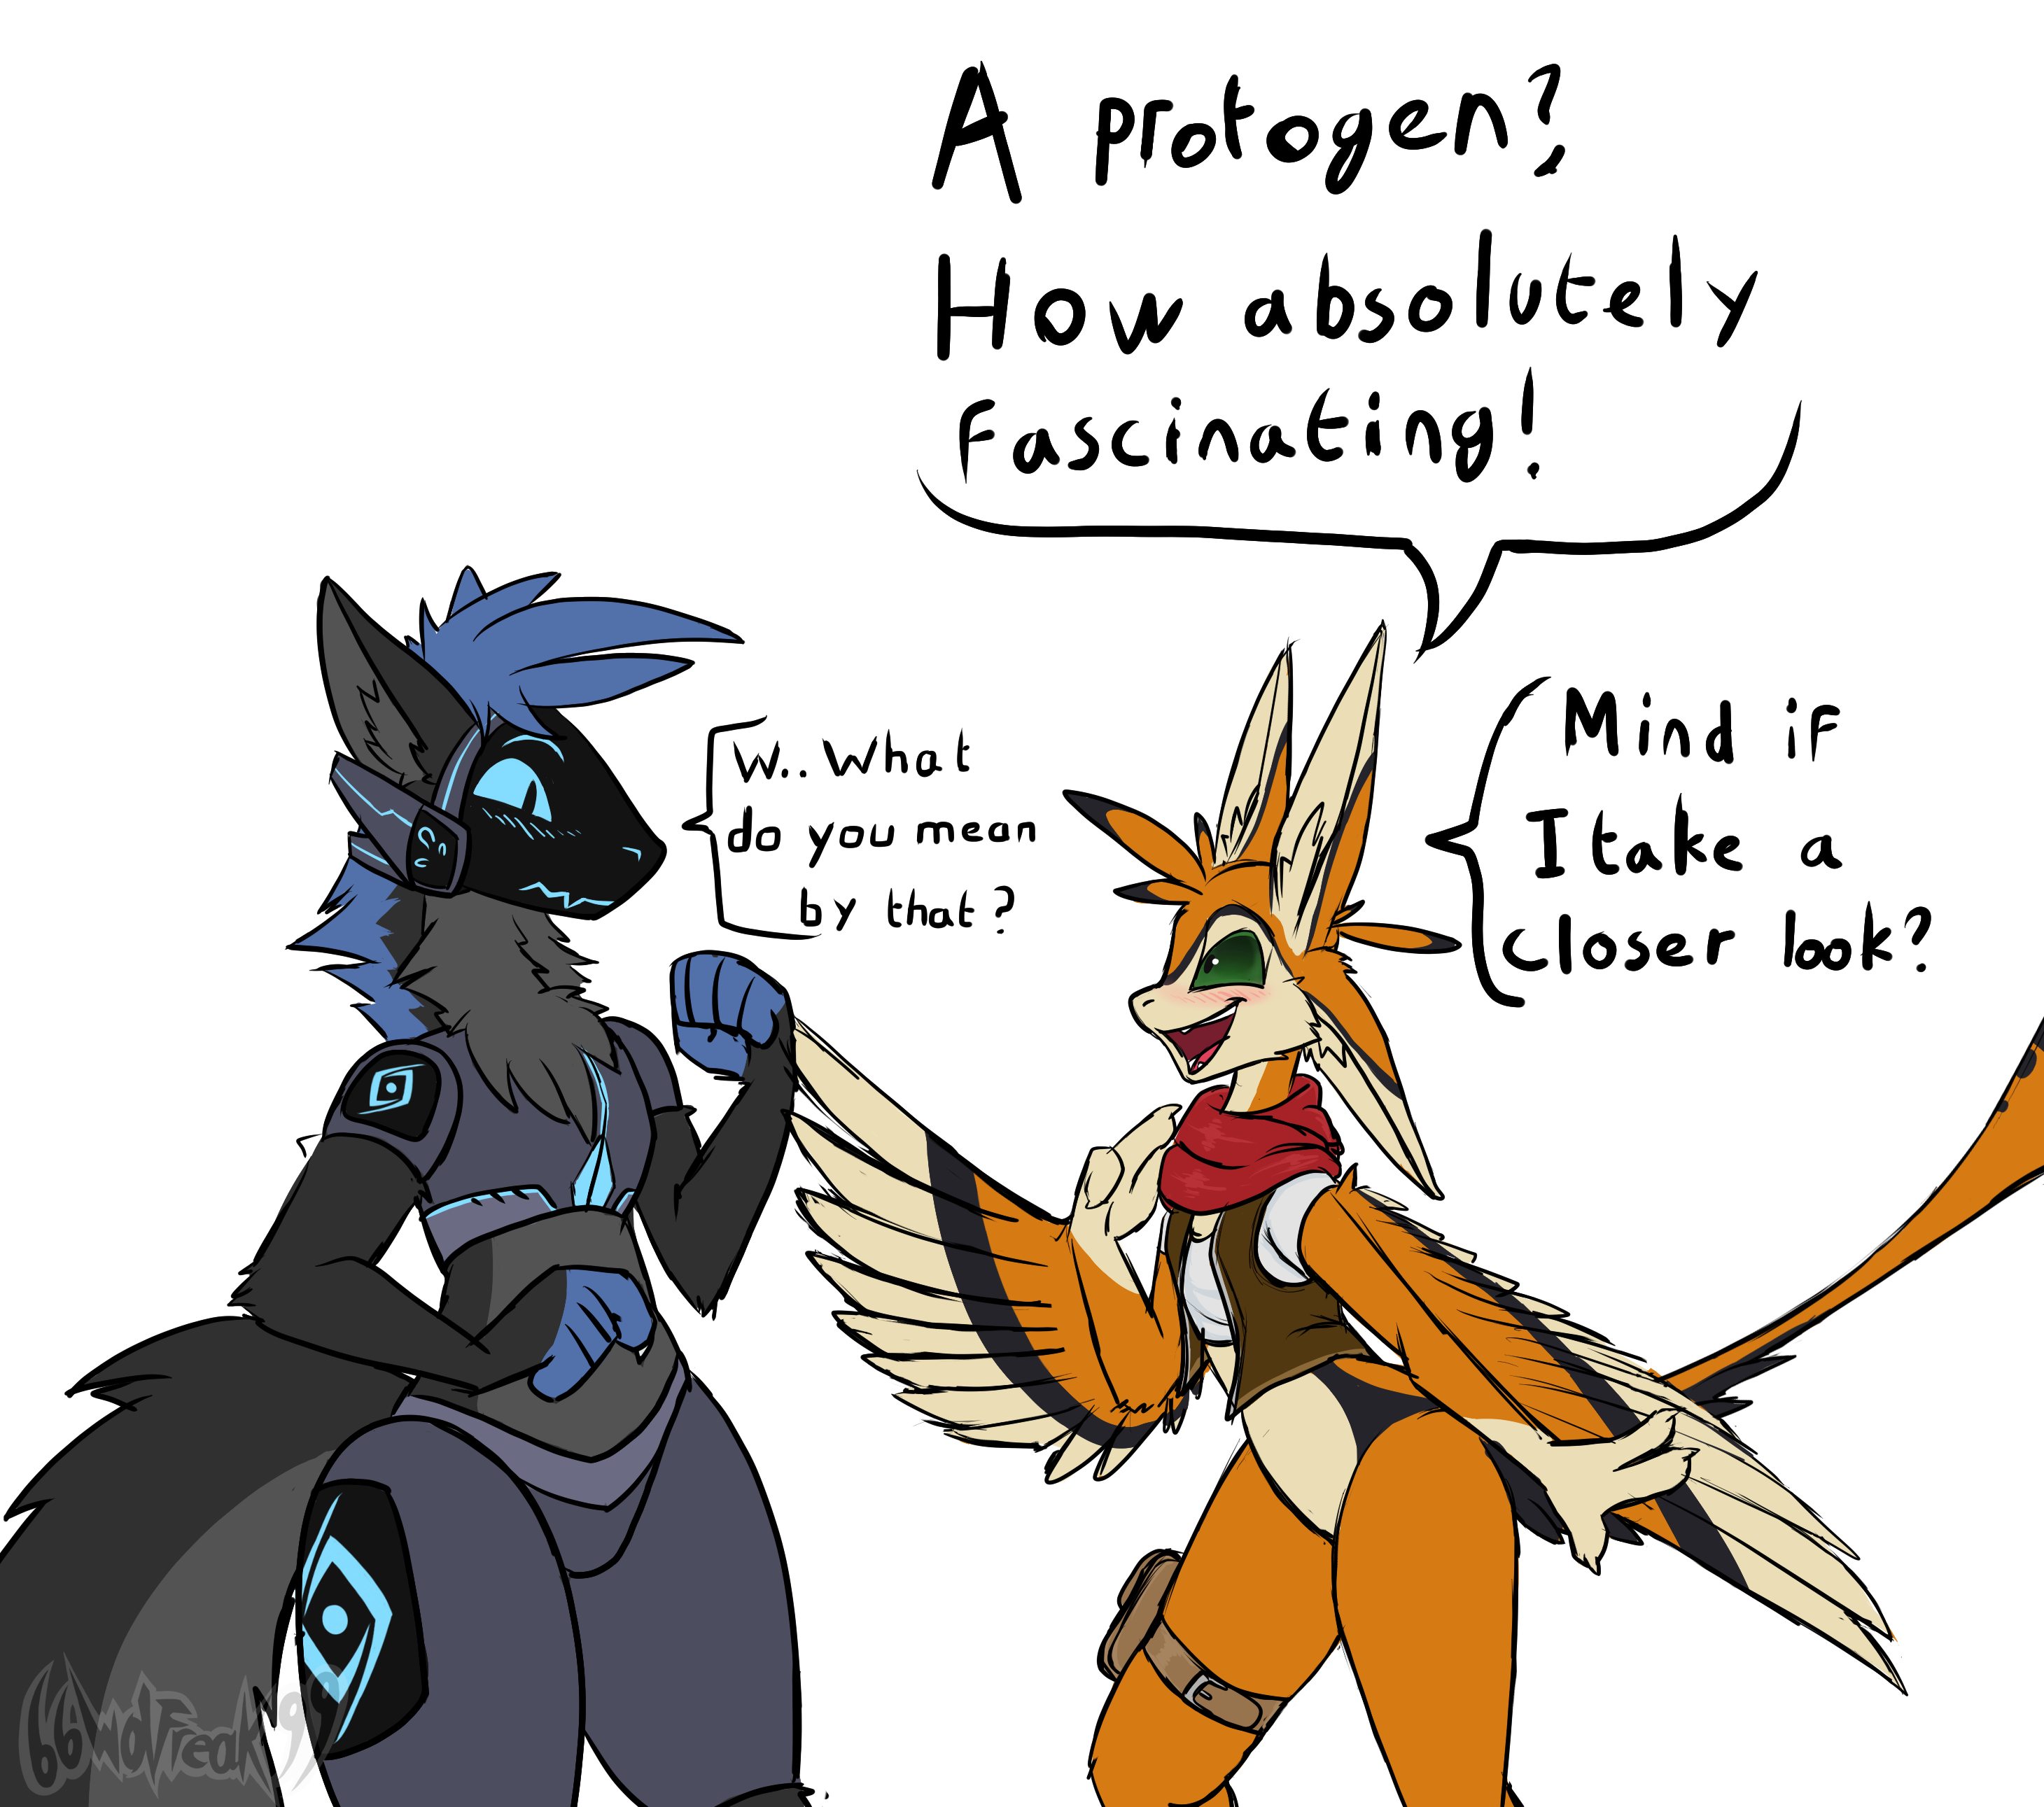 A protogen?
How absolutely
Fascinating!
W.. What
do you mean
by that?
Mind if
I take a
closer look?